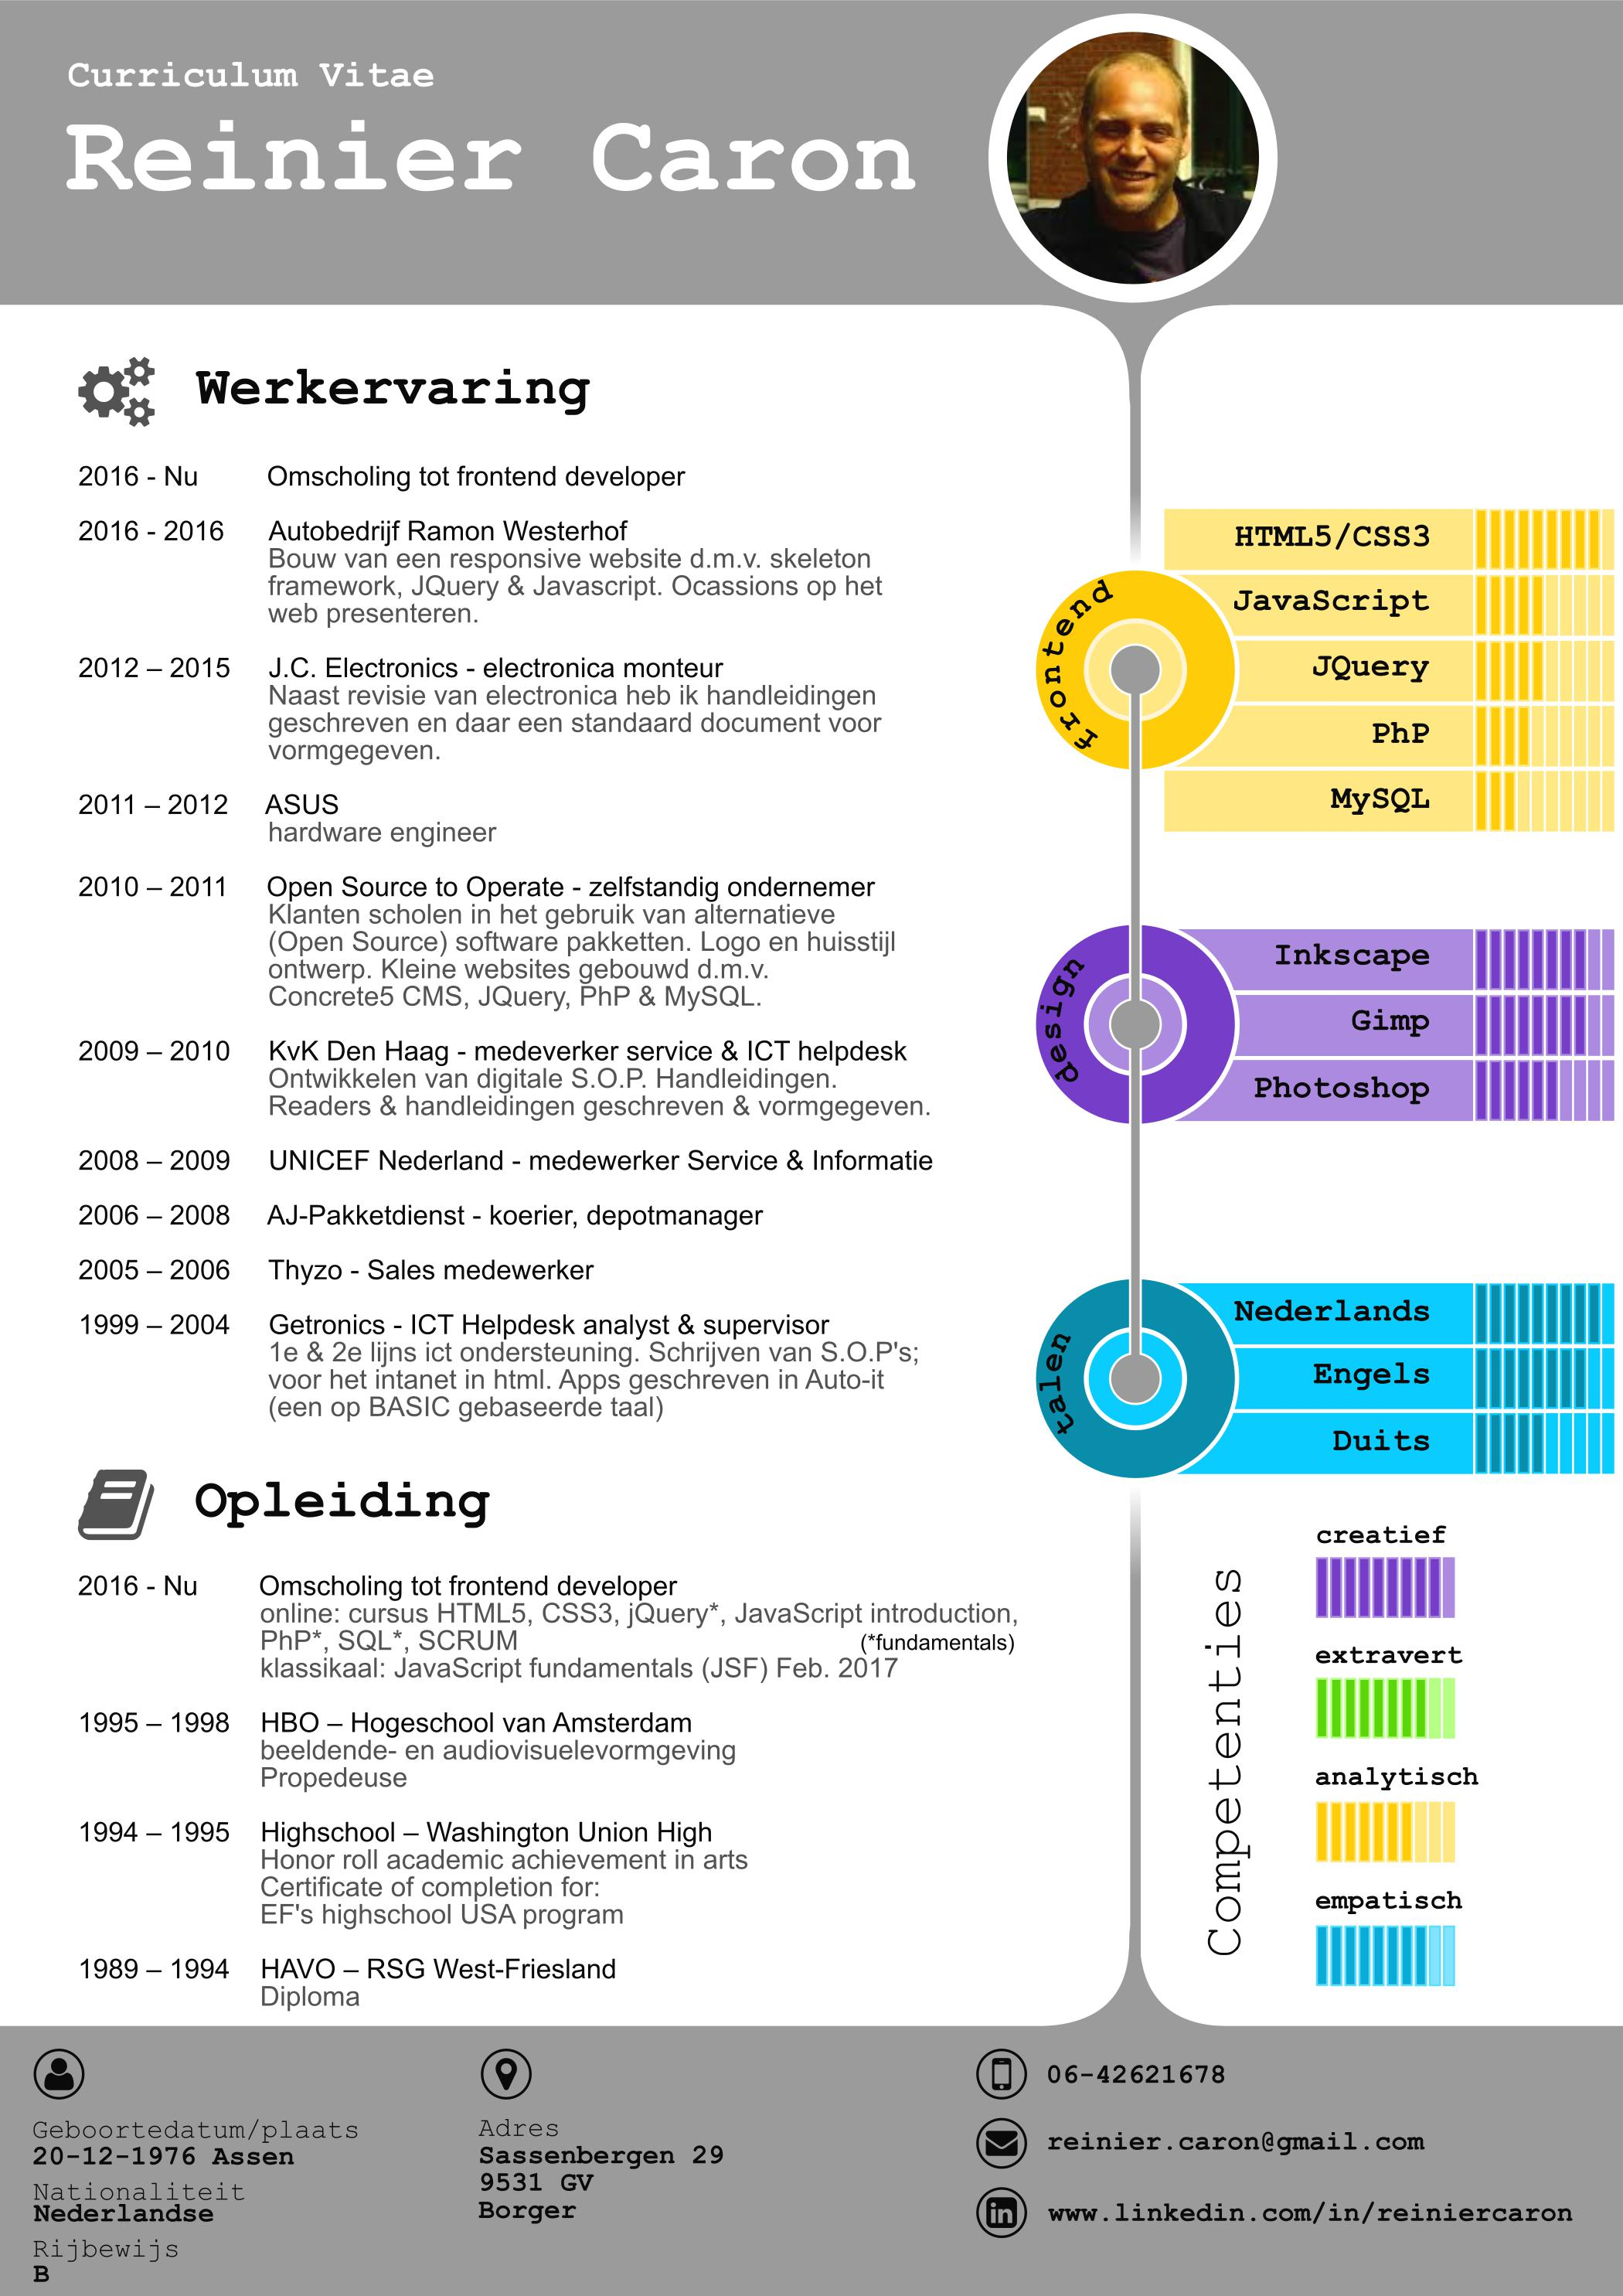 Curriculum Vitae
Reinier Caron
Werkervaring
2016 - Nu Omscholing tot frontend developer
2016 - 2016 Autobedrijf Ramon Westerhof
Bouw van een responsive website d.m.v. skeleton
framework, JQuery & Javascript. Ocassions op het
web presenteren.
2012 – 2015 J.C. Electronics - electronica monteur
Naast revisie van electronica heb ik handleidingen
geschreven en daar een standaard document voor
vormgegeven.
2011 – 2012 ASUS
hardware engineer
2010 – 2011 Open Source to Operate - zelfstandig ondernemer
Klanten scholen in het gebruik van alternatieve
(Open Source) software pakketten. Logo en huisstijl
ontwerp. Kleine websites gebouwd d.m.v.
Concrete5 CMS, JQuery, PhP & MySQL.
2009 – 2010 KvK Den Haag - medeverker service & ICT helpdesk
Ontwikkelen van digitale S.O.P. Handleidingen.
Readers & handleidingen geschreven & vormgegeven.
2008 – 2009 UNICEF Nederland - medewerker Service & Informatie
2006 – 2008 AJ-Pakketdienst - koerier, depotmanager
2005 – 2006 Thyzo - Sales medewerker
1999 – 2004 Getronics - ICT Helpdesk analyst & supervisor
1e & 2e lijns ict ondersteuning. Schrijven van S.O.P's;
voor het intanet in html. Apps geschreven in Auto-it
(een op BASIC gebaseerde taal)
Opleiding
2016 - Nu Omscholing tot frontend developer
online: cursus HTML5, CSS3, jQuery*, JavaScript introduction,
PhP*, SQL*, SCRUM (*fundamentals)
klassikaal: JavaScript fundamentals (JSF) Feb. 2017
1995 – 1998 HBO – Hogeschool van Amsterdam
beeldende- en audiovisuelevormgeving
Propedeuse
1994 – 1995 Highschool – Washington Union High
Honor roll academic achievement in arts
Certificate of completion for:
EF's highschool USA program
1989 – 1994 HAVO – RSG West-Friesland
Diploma
frontend
HTML5/CSS3
JavaScript
JQuery
PhP
MySQL
design
Inkscape
Gimp
Photoshop
talen
Nederlands
Engels
Duits
Competenties
creatief
extravert
analytisch
empatisch
Geboortedatum/plaats
20-12-1976 Assen
Nationaliteit
Nederlandse
Rijbewijs
B
Adres
Sassenbergen 29
9531 GV
Borger
06-42621678
reinier.caron@gmail.com
in
www.linkedin.com/in/reiniercaron